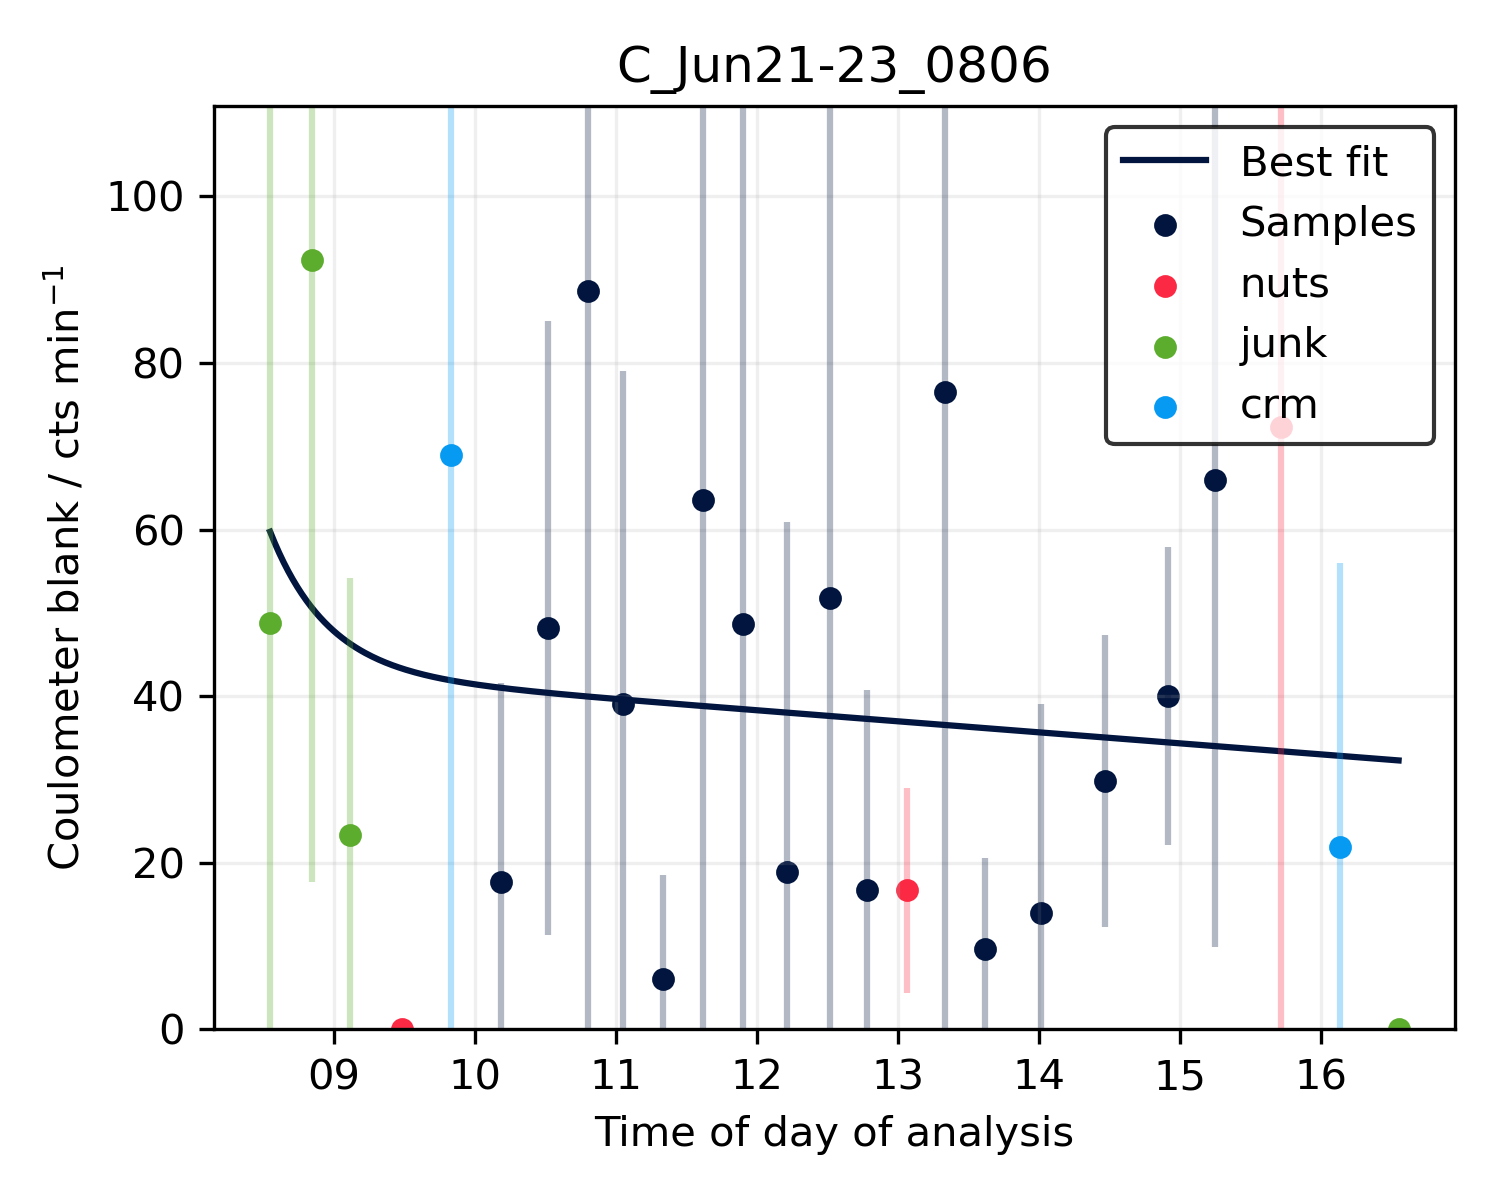 C_Jun21-23_0806
Coulometer blank / cts min⁻¹
100
80
60
40
20
0
Best fit
Samples
nuts
junk
crm
09 10 11 12 13 14 15 16
Time of day of analysis